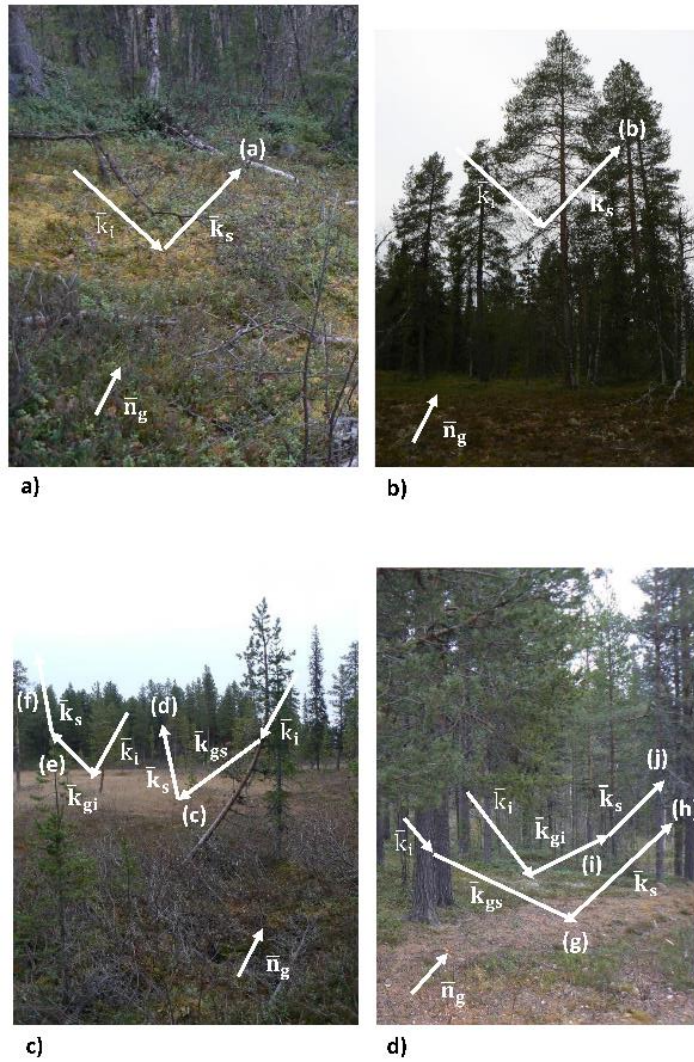 (a)
k̄i
k̄s
n̄g
a)
(b)
k̄i
k̄s
n̄g
b)
(f)
k̄s
(e)
k̄gi
k̄i
(d)
k̄gs
k̄i
k̄s
(c)
n̄g
c)
(j)
(h)
k̄i
k̄s
k̄i
k̄gi
(i)
k̄gs
k̄s
(g)
n̄g
d)